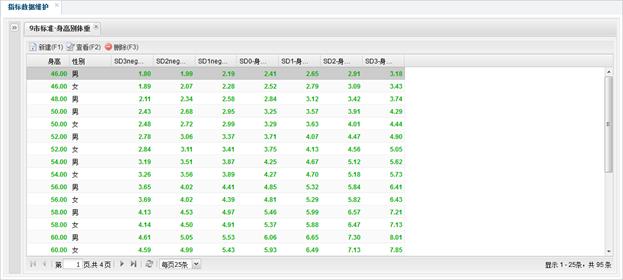 指标数据维护
9市标准-身高别体重
新建(F1) 查看(F2) 删除(F3)
身高 性别 SD3neg... SD2neg... SD1neg... SD0-身... SD1-身... SD2-身... SD3-身...
46.00 男 1.80 1.99 2.19 2.41 2.65 2.91 3.18
46.00 女 1.89 2.07 2.28 2.52 2.79 3.09 3.43
48.00 男 2.11 2.34 2.58 2.84 3.12 3.42 3.74
50.00 男 2.43 2.68 2.95 3.25 3.57 3.91 4.29
50.00 女 2.48 2.72 2.99 3.29 3.63 4.01 4.44
52.00 男 2.78 3.06 3.37 3.71 4.07 4.47 4.90
52.00 女 2.84 3.11 3.41 3.75 4.13 4.56 5.05
54.00 男 3.19 3.51 3.87 4.25 4.67 5.12 5.62
54.00 女 3.26 3.56 3.89 4.27 4.70 5.18 5.73
56.00 男 3.65 4.02 4.41 4.85 5.32 5.84 6.41
56.00 女 3.69 4.02 4.39 4.81 5.29 5.82 6.43
58.00 男 4.13 4.53 4.97 5.46 5.99 6.57 7.21
58.00 女 4.14 4.50 4.91 5.37 5.88 6.47 7.13
60.00 男 4.61 5.05 5.53 6.06 6.65 7.30 8.01
60.00 女 4.59 4.99 5.43 5.93 6.49 7.13 7.85
第 1 页,共 4 页 每页25条 显示 1 - 25条，共 95 条